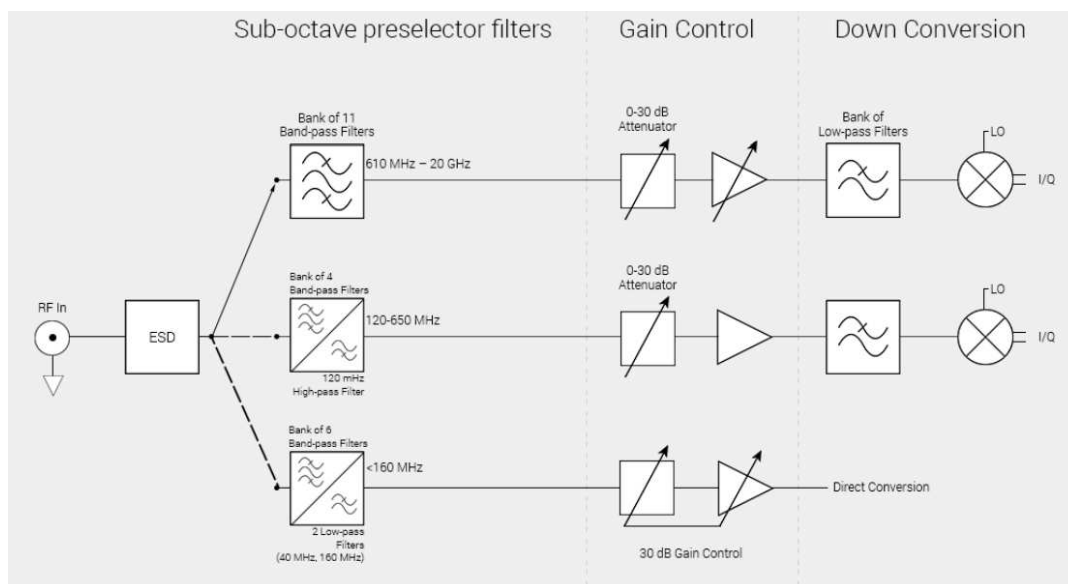 Sub-octave preselector filters
Gain Control
Down Conversion
Bank of 11
Band-pass Filters
610 MHz – 20 GHz
0-30 dB
Attenuator
Bank of
Low-pass Filters
LO
I/Q
RF In
ESD
Bank of 4
Band-pass Filters
120-650 MHz
120 mHz
High-pass Filter
0-30 dB
Attenuator
LO
I/Q
Bank of 6
Band-pass Filters
<160 MHz
2 Low-pass
Filters
(40 MHz, 160 MHz)
30 dB Gain Control
Direct Conversion